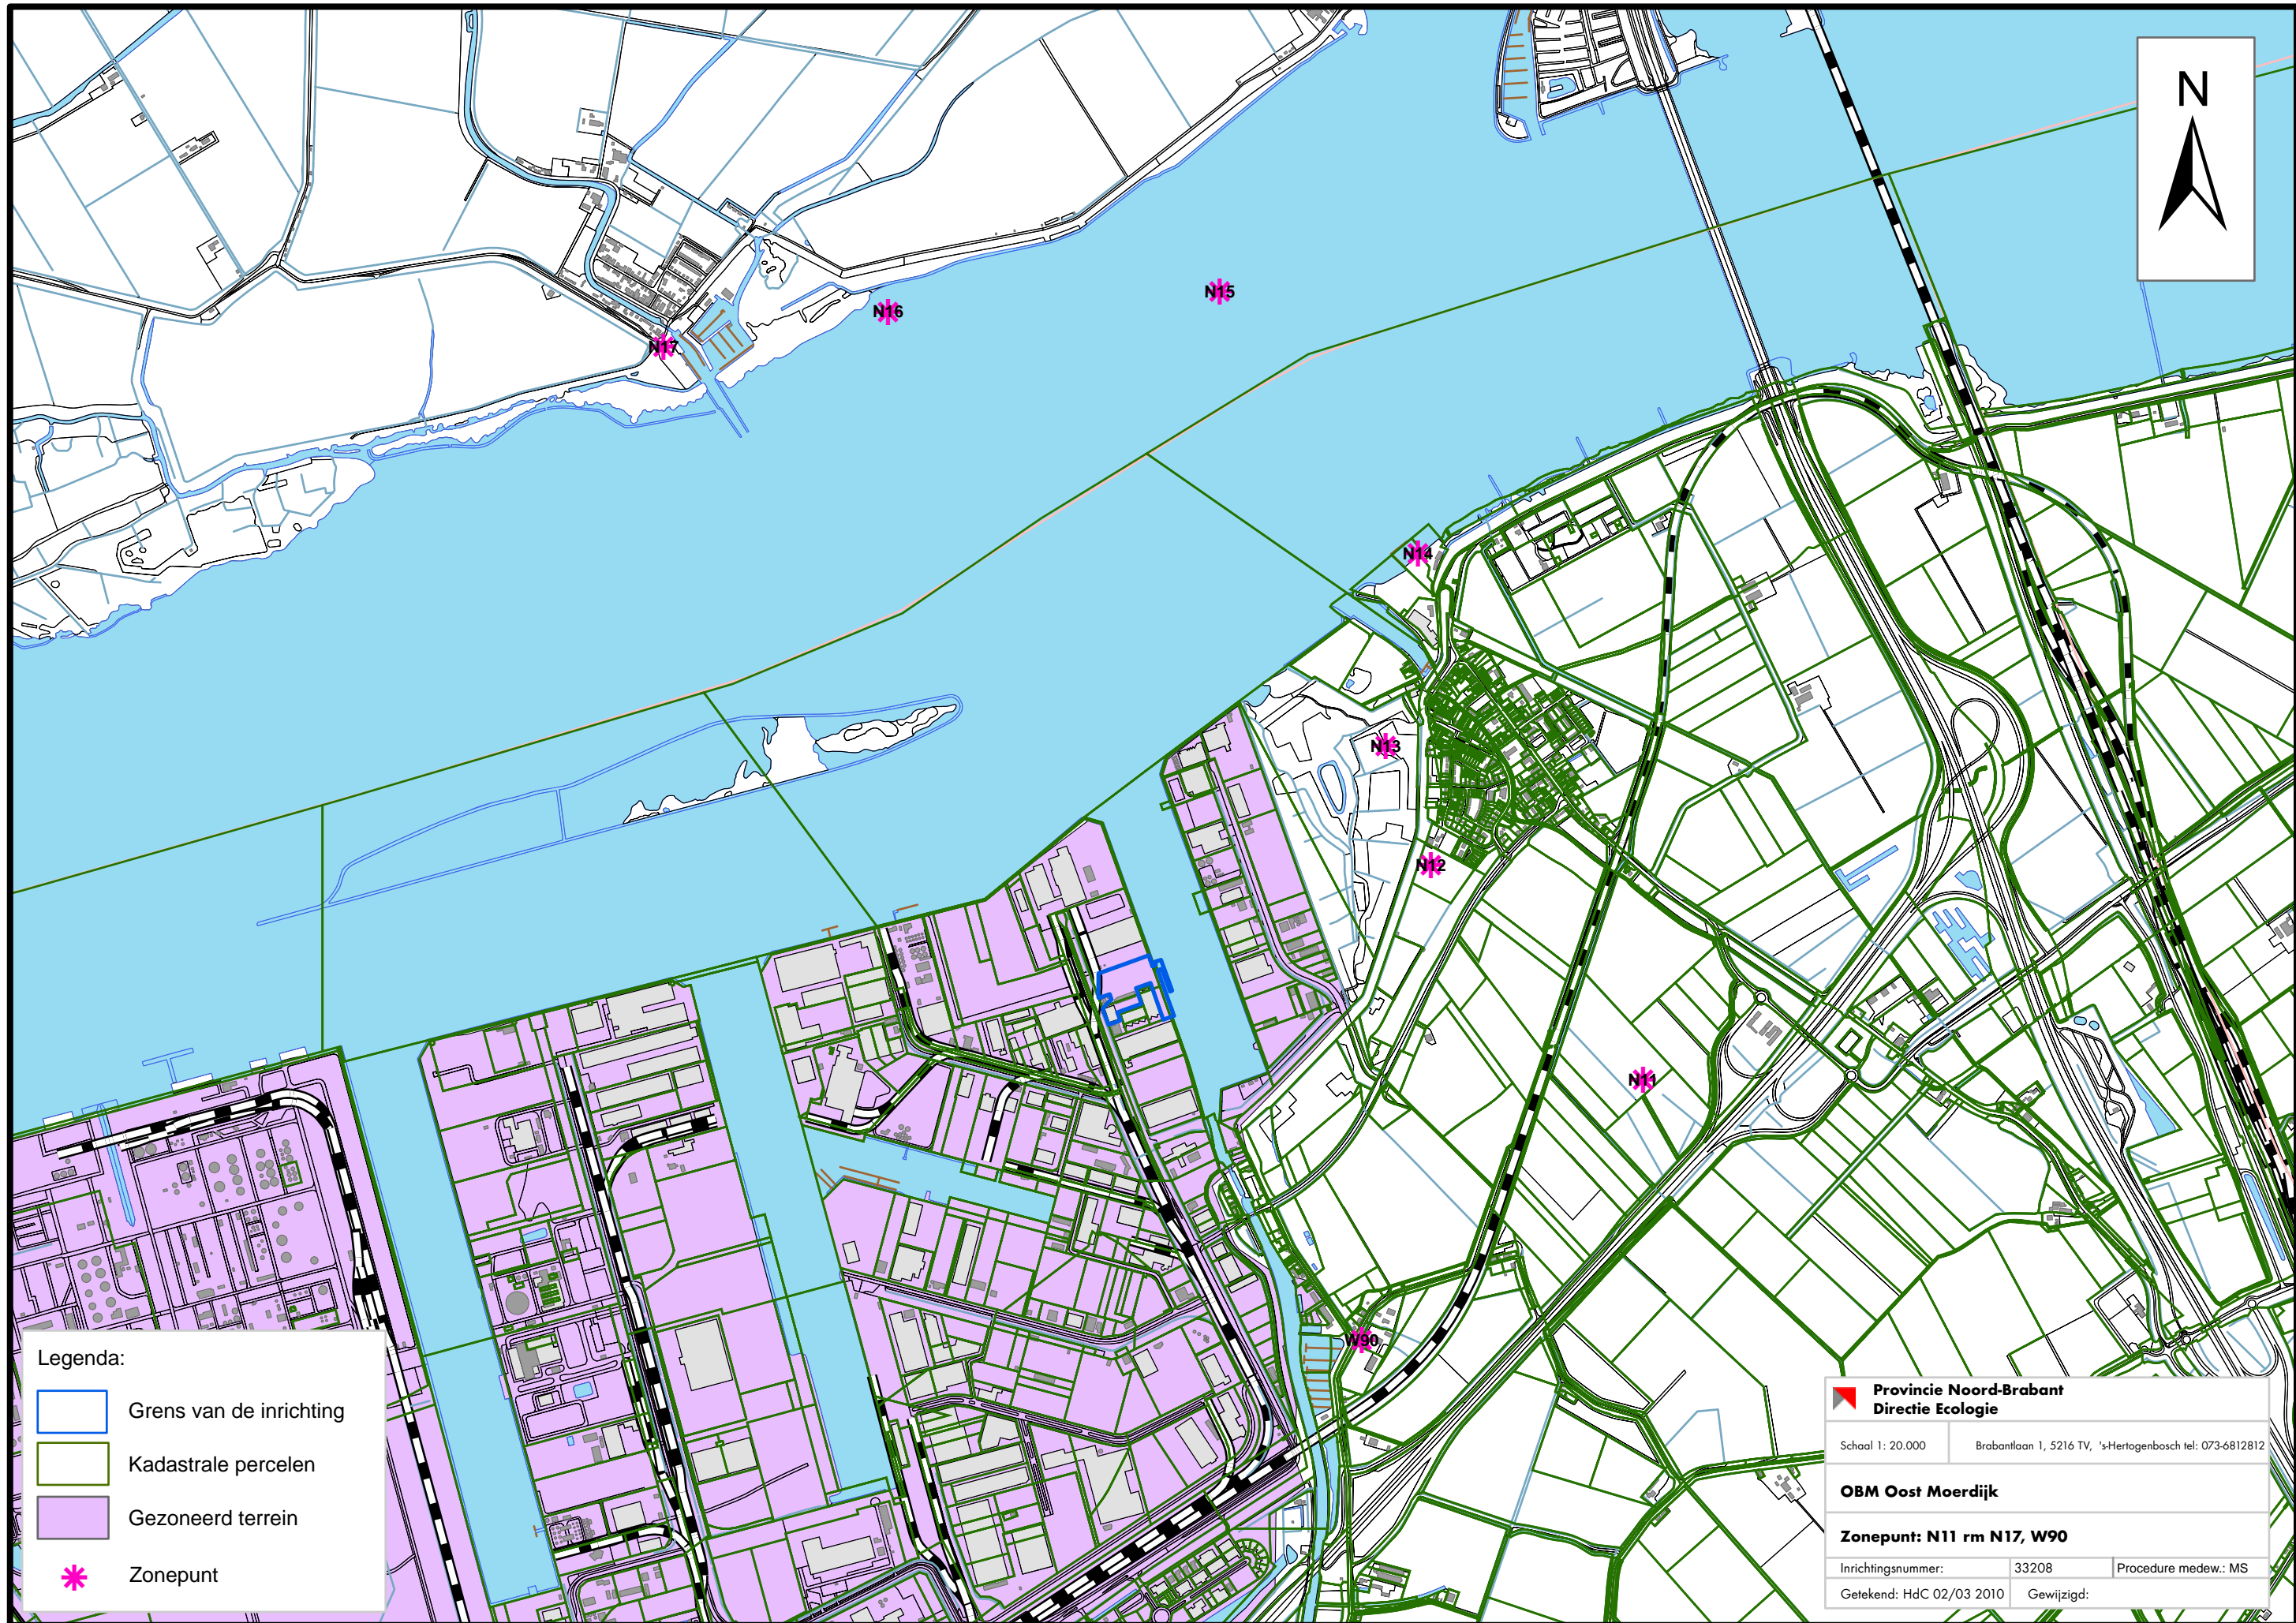 N
N15
N16
N17
N14
N13
N12
N11
W90
Legenda:
Grens van de inrichting
Kadastrale percelen
Gezoneerd terrein
Zonepunt
Provincie Noord-Brabant
Directie Ecologie
Schaal 1: 20.000 Brabantlaan 1, 5216 TV, 's-Hertogenbosch tel: 073-6812812
OBM Oost Moerdijk
Zonepunt: N11 rm N17, W90
Inrichtingsnummer: 33208 Procedure medew.: MS
Getekend: HdC 02/03 2010 Gewijzigd: